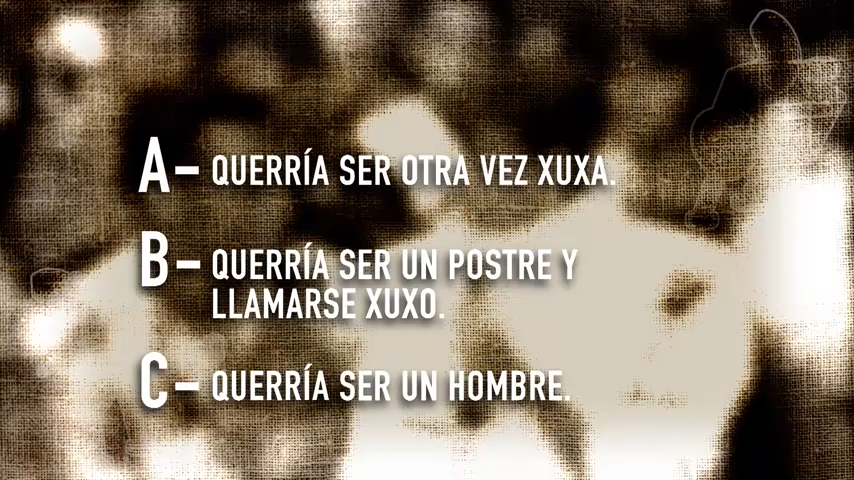 A- QUERRÍA SER OTRA VEZ XUXA.
B- QUERRÍA SER UN POSTRE Y
LLAMARSE XUXO.
C- QUERRÍA SER UN HOMBRE.